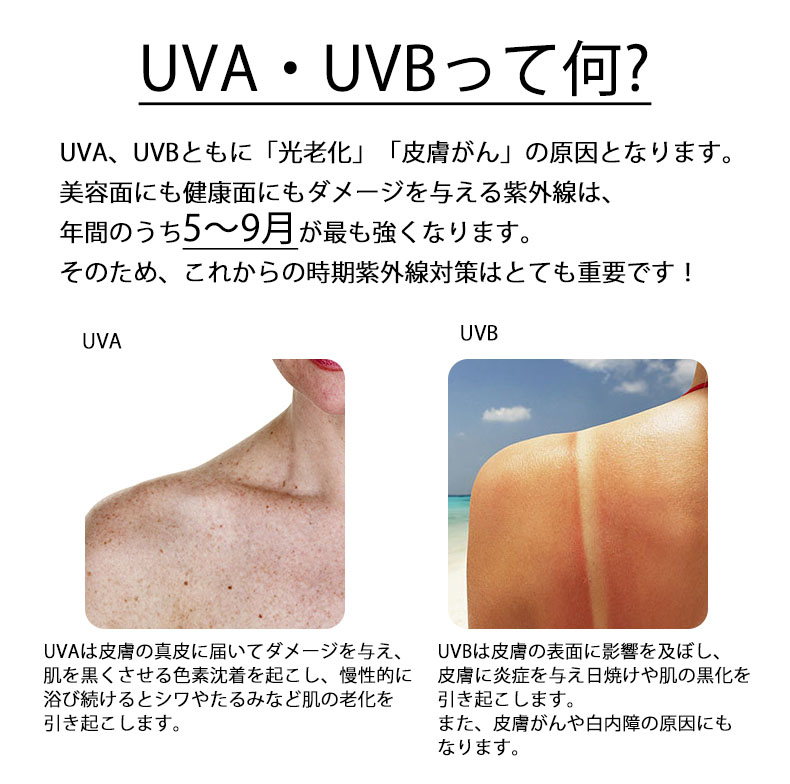 UVA・UVBって何?
UVA、UVBともに「光老化」「皮膚がん」の原因となります。
美容面にも健康面にもダメージを与える紫外線は、
年間のうち5〜9月が最も強くなります。
そのため、これからの時期紫外線対策はとても重要です！
UVA
UVB
UVAは皮膚の真皮に届いてダメージを与え、
肌を黒くさせる色素沈着を起こし、慢性的に
浴び続けるとシワやたるみなど肌の老化を
引き起こします。
UVBは皮膚の表面に影響を及ぼし、
皮膚に炎症を与え日焼けや肌の黒化を
引き起こします。
また、皮膚がんや白内障の原因にも
なります。